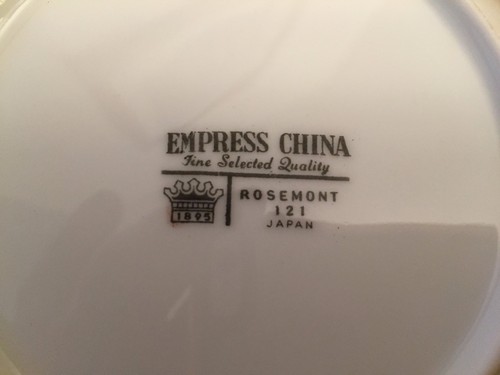 EMPRESS CHINA
Fine Selected Quality
1895
ROSEMONT
121
JAPAN